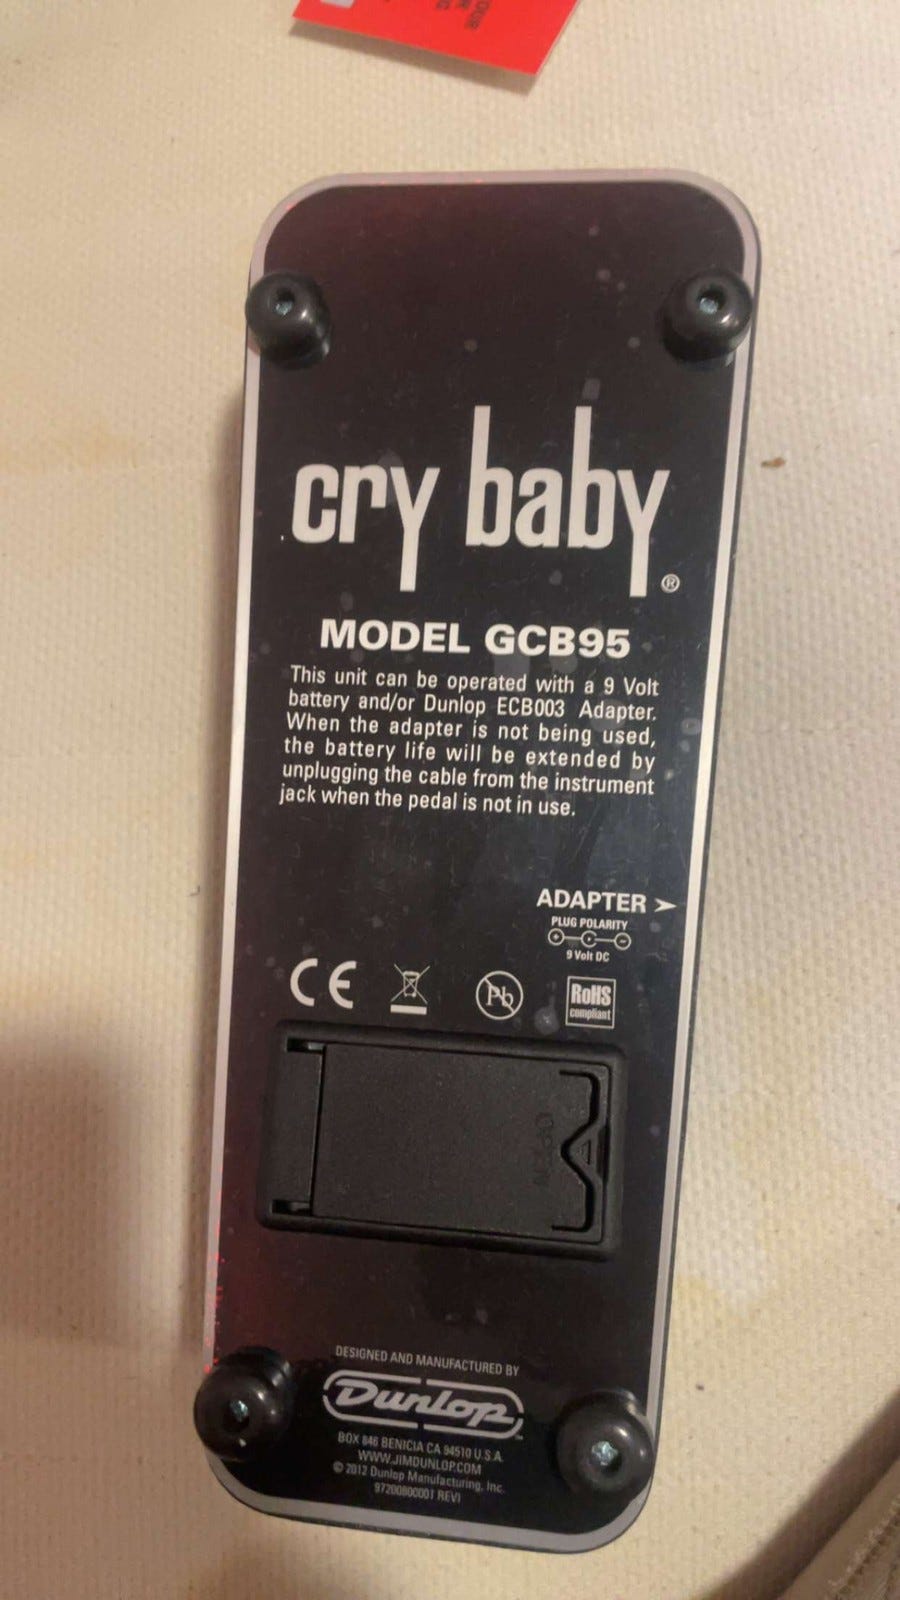 cry baby®
MODEL GCB95
This unit can be operated with a 9 Volt
battery and/or Dunlop ECB003 Adapter.
When the adapter is not being used,
the battery life will be extended by
unplugging the cable from the instrument
jack when the pedal is not in use.
ADAPTER
PLUG POLARITY
9 Volt DC
CE
Pb
RoHS
compliant
OPEN
DESIGNED AND MANUFACTURED BY
Dunlop™
BOX 846 BENICIA CA 94510 U.S.A.
WWW.JIMDUNLOP.COM
© 2012 Dunlop Manufacturing, Inc.
97200800001 REVI